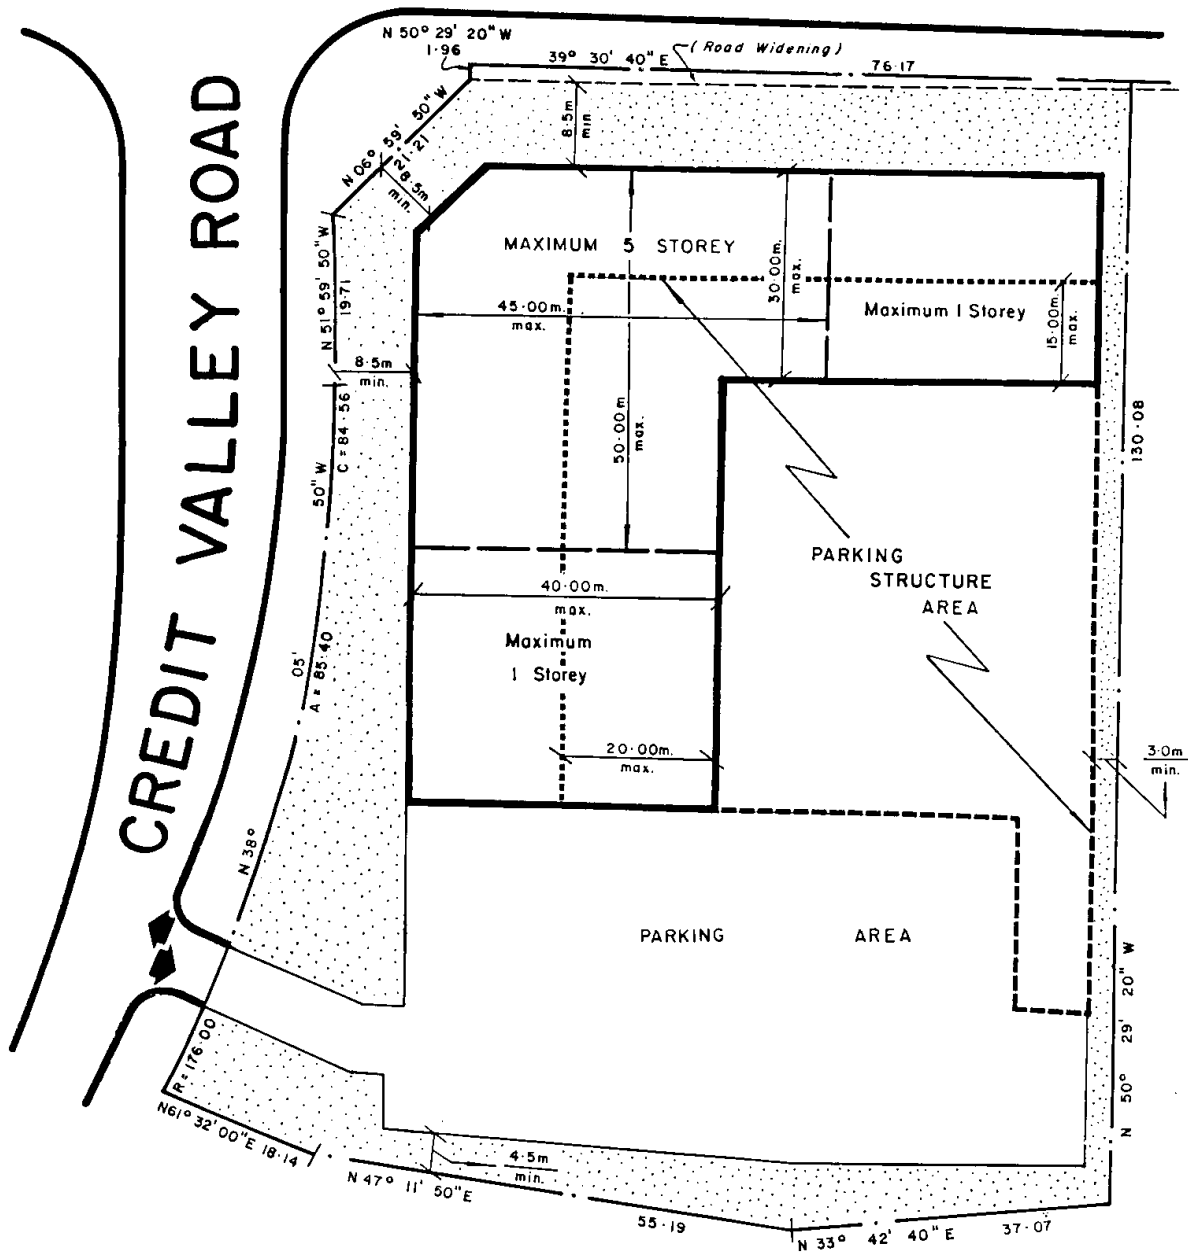 N 50° 29' 20" W
1·96
39° 30' 40" E
(Road Widening)
76·17
N 06° 59' 50" W
21·21
8·5m
min.
8·5m
min.
CREDIT VALLEY ROAD
N 51° 59' 50" W
19·71
MAXIMUM 5 STOREY
30·00m.
max.
45·00m.
max.
Maximum 1 Storey
15·00m.
max.
8·5m
min.
50·00m
max.
C = 84·56
130·08
PARKING
STRUCTURE
AREA
40·00m.
max.
Maximum
1 Storey
N 38° 05' 50" W
A = 85·40
20·00m.
max.
3·0m
min.
PARKING AREA
R = 176·00
N 50° 29' 20" W
N61° 32' 00"E 18·14
4·5m
min.
N 47° 11' 50"E
55·19
N 33° 42' 40" E
37·07